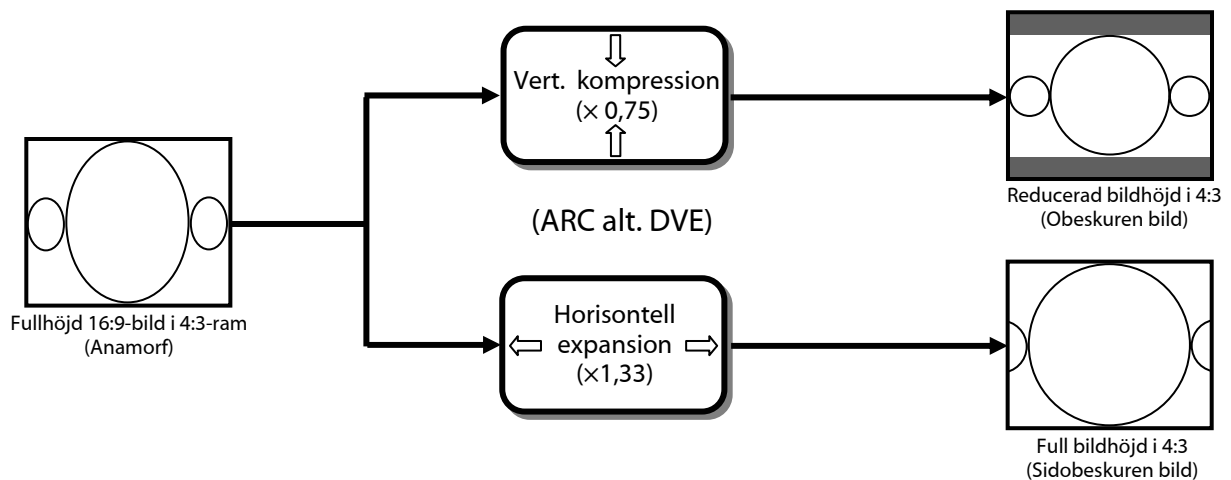 Vert. kompression
(× 0,75)
Reducerad bildhöjd i 4:3
(Obeskuren bild)
(ARC alt. DVE)
Fullhöjd 16:9-bild i 4:3-ram
(Anamorf)
Horisontell
expansion
(×1,33)
Full bildhöjd i 4:3
(Sidobeskuren bild)